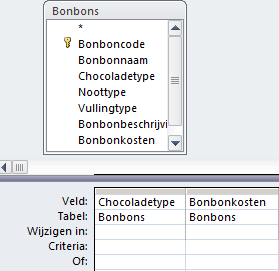 Bonbons
*
Bonboncode
Bonbonnaam
Chocoladetype
Noottype
Vullingtype
Bonbonbeschrijvi
Bonbonkosten
Veld: Chocoladetype Bonbonkosten
Tabel: Bonbons Bonbons
Wijzigen in:
Criteria:
Of: